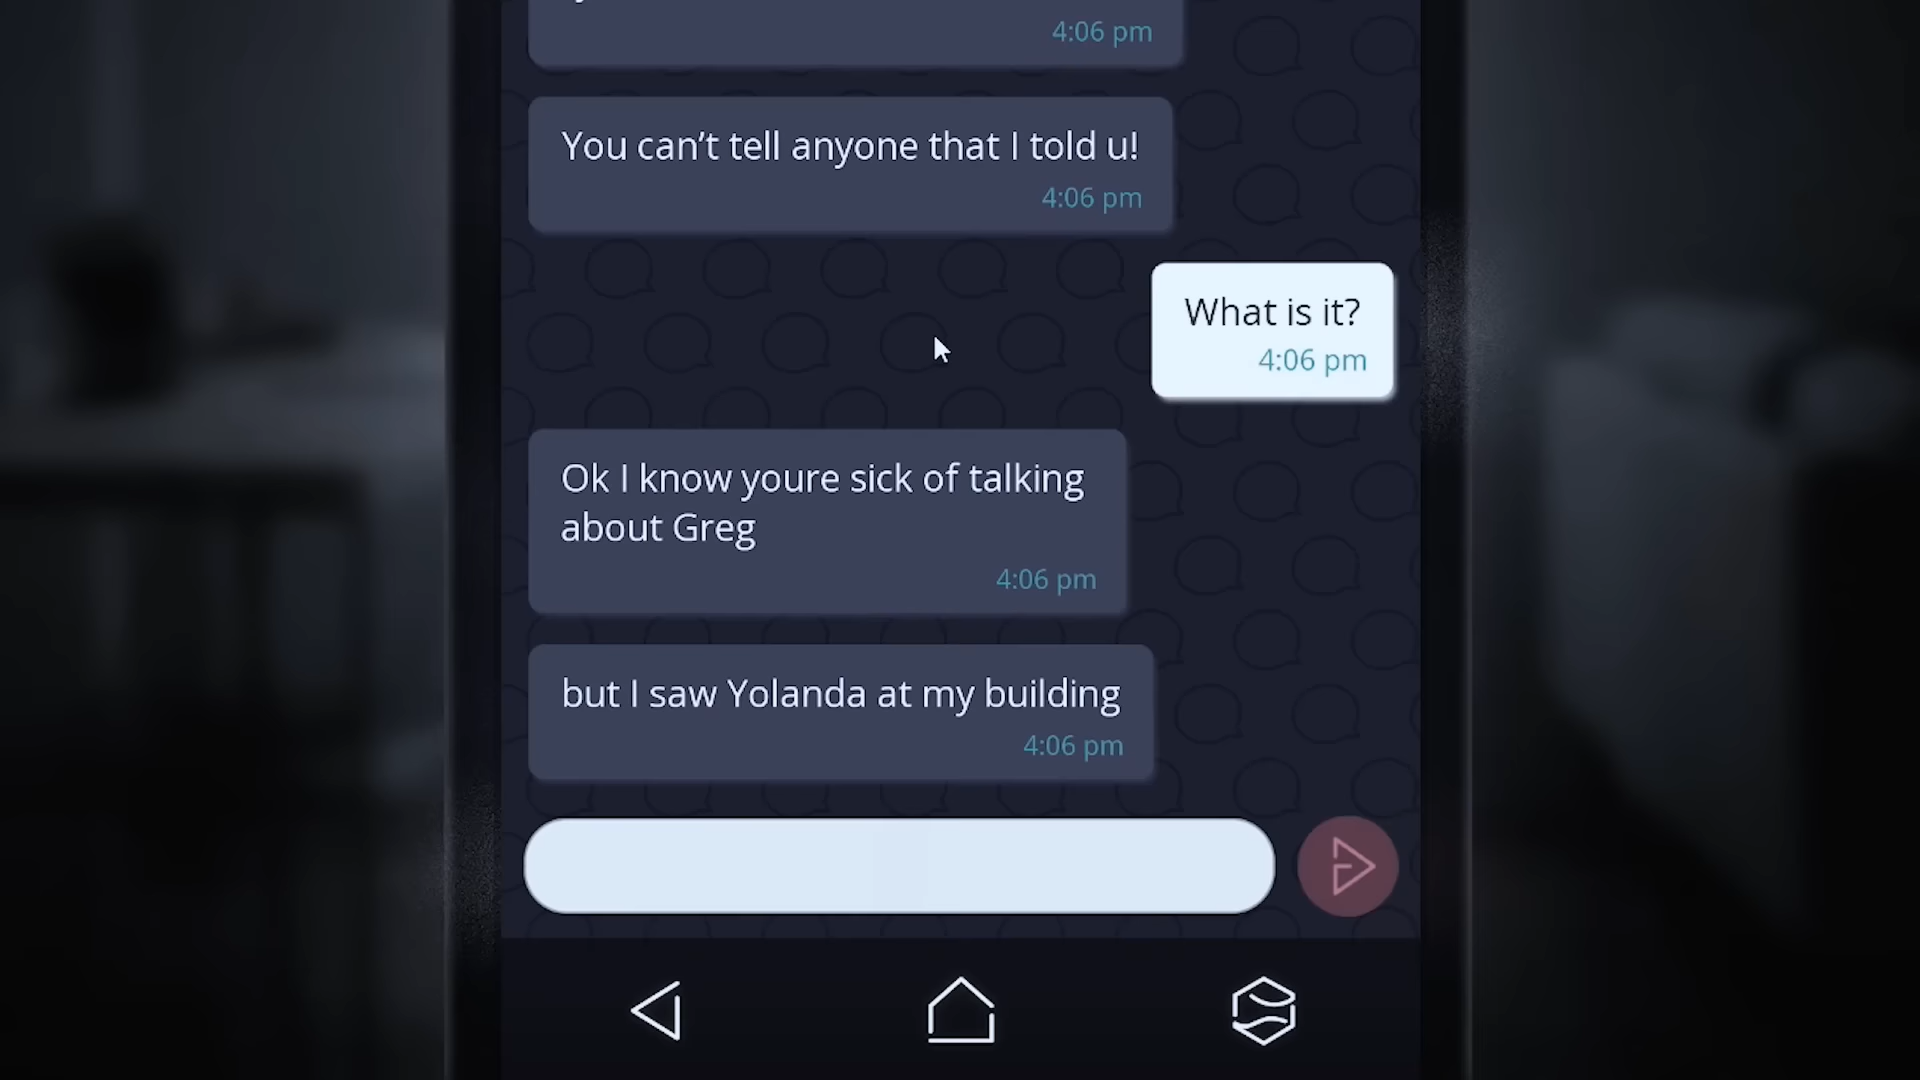 4:06 pm
You can’t tell anyone that I told u!
4:06 pm
What is it?
4:06 pm
Ok I know youre sick of talking
about Greg
4:06 pm
but I saw Yolanda at my building
4:06 pm